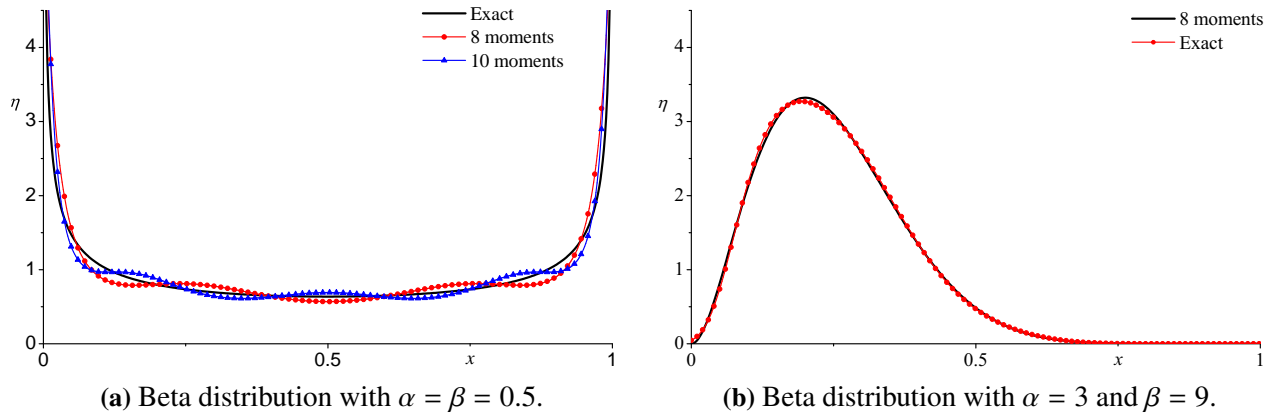 Exact
8 moments
10 moments
4
3
η
2
1
0
0
0.5
x
1
(a) Beta distribution with α = β = 0.5.
8 moments
Exact
4
3
η
2
1
0
0
0.5
x
1
(b) Beta distribution with α = 3 and β = 9.